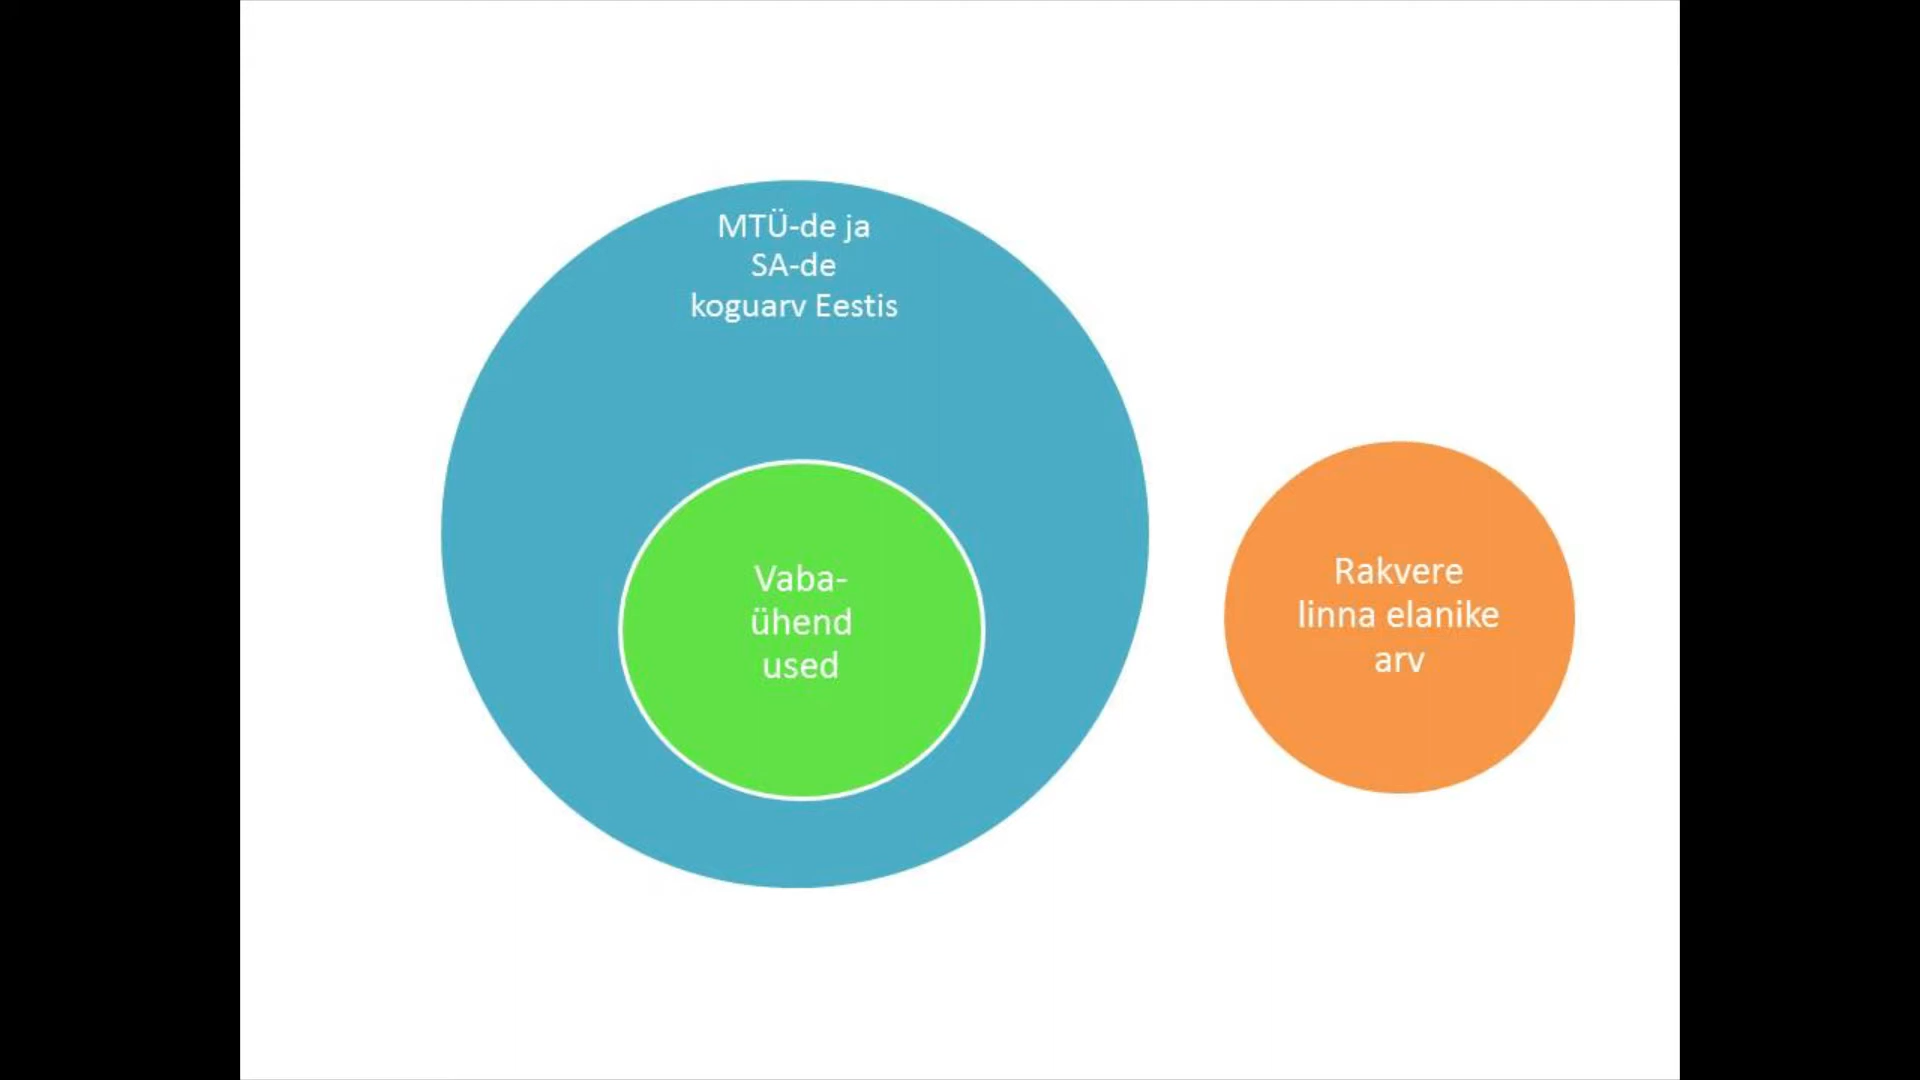 MTÜ-de ja
SA-de
koguarv Eestis
Vaba-
ühend
used
Rakvere
linna elanike
arv